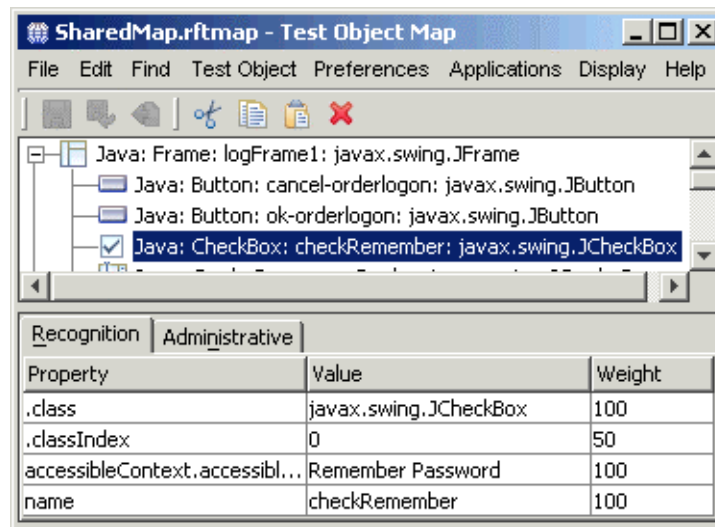 SharedMap.rftmap - Test Object Map
File Edit Find Test Object Preferences Applications Display Help
Java: Frame: logFrame1: javax.swing.JFrame
Java: Button: cancel-orderlogon: javax.swing.JButton
Java: Button: ok-orderlogon: javax.swing.JButton
Java: CheckBox: checkRemember: javax.swing.JCheckBox
Recognition Administrative
Property Value Weight
.class javax.swing.JCheckBox 100
.classIndex 0 50
accessibleContext.accessibl... Remember Password 100
name checkRemember 100